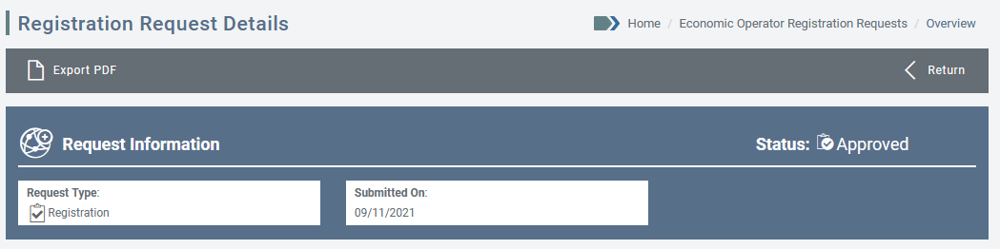 Registration Request Details
Home / Economic Operator Registration Requests / Overview
Export PDF
Return
Request Information
Status: Approved
Request Type:
Registration
Submitted On:
09/11/2021